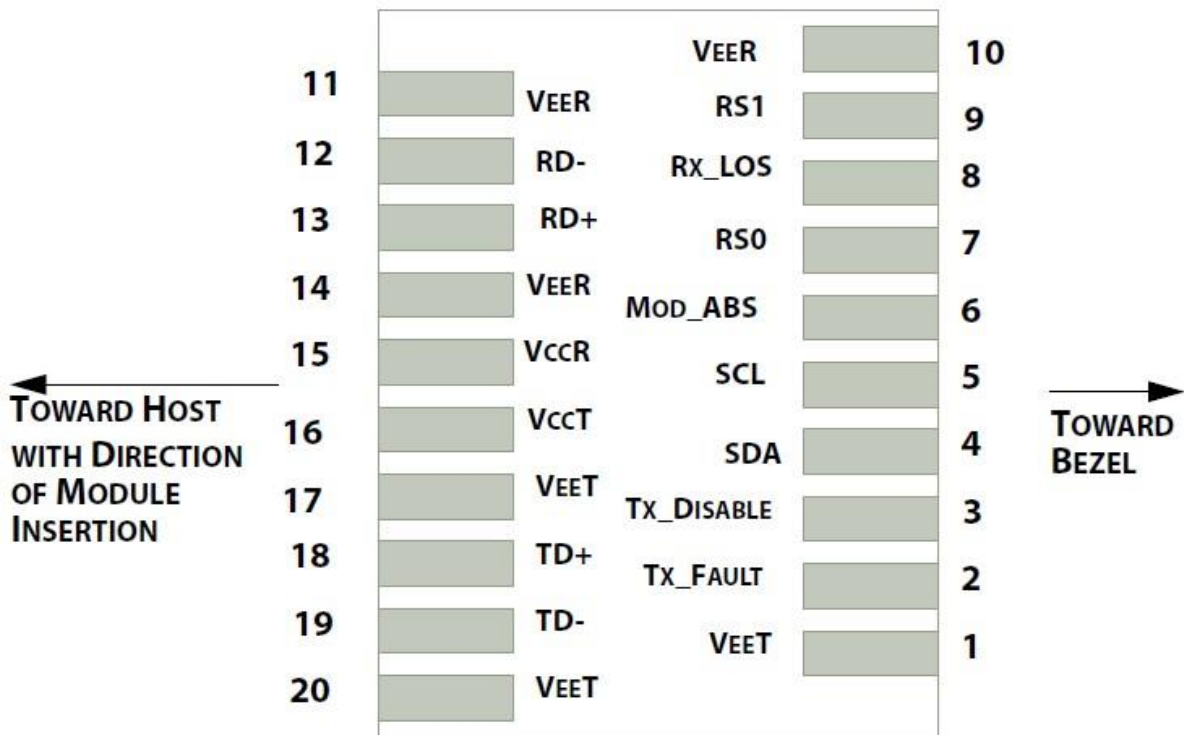 VEER 10
11 VEER
RS1 9
12 RD-
RX_LOS 8
13 RD+
RS0 7
14 VEER
MOD_ABS 6
15 VCCR
SCL 5
TOWARD HOST
WITH DIRECTION
OF MODULE
INSERTION
16 VCCT
TOWARD
BEZEL
SDA 4
17 VEET
TX_DISABLE 3
18 TD+
TX_FAULT 2
19 TD-
VEET 1
20 VEET